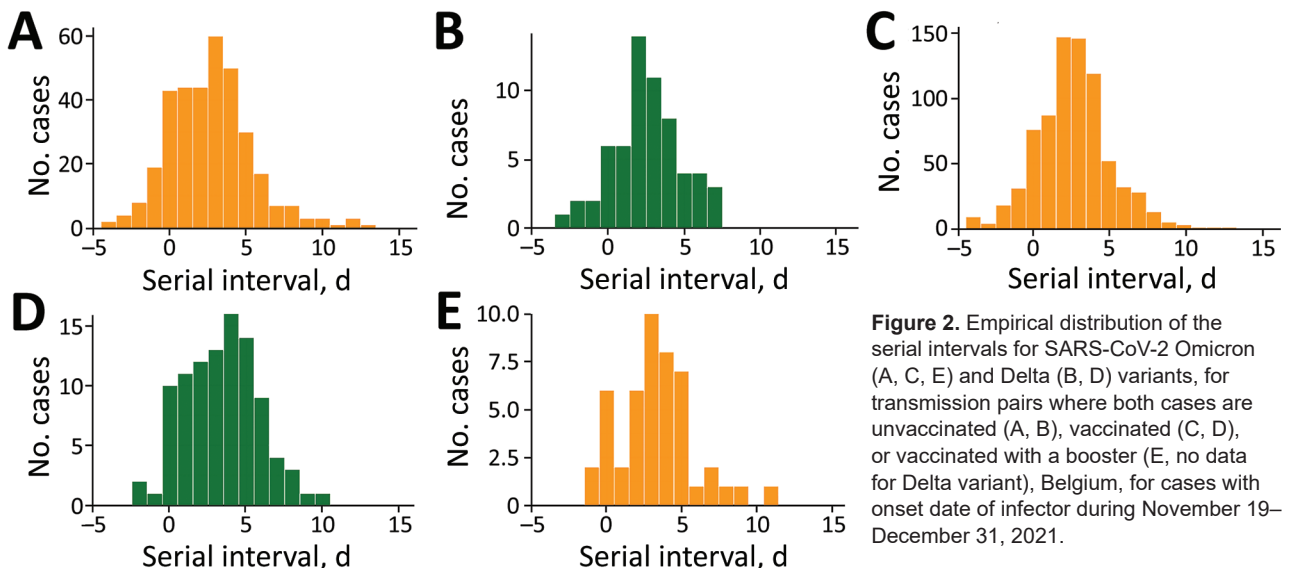 A
60
40
20
0
No. cases
−5 0 5 10 15
Serial interval, d
B
10
5
0
No. cases
−5 0 5 10 15
Serial interval, d
C
150
100
50
0
No. cases
−5 0 5 10 15
Serial interval, d
D
15
10
5
0
No. cases
−5 0 5 10 15
Serial interval, d
E
10.0
7.5
5.0
2.5
0
No. cases
−5 0 5 10 15
Serial interval, d
Figure 2. Empirical distribution of the
serial intervals for SARS-CoV-2 Omicron
(A, C, E) and Delta (B, D) variants, for
transmission pairs where both cases are
unvaccinated (A, B), vaccinated (C, D),
or vaccinated with a booster (E, no data
for Delta variant), Belgium, for cases with
onset date of infector during November 19–
December 31, 2021.